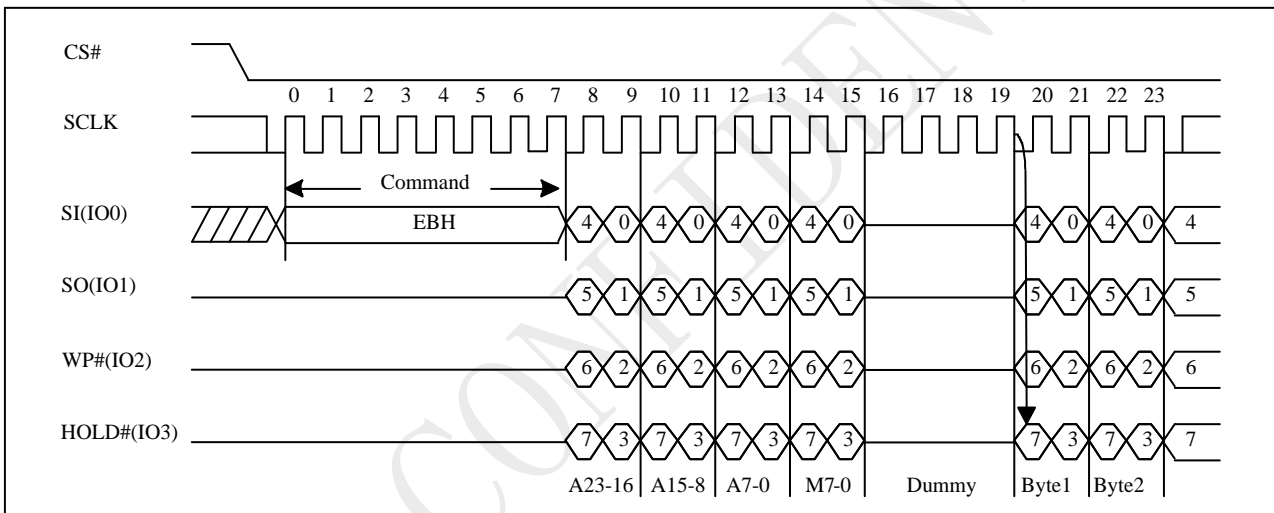 CS#
0 1 2 3 4 5 6 7 8 9 10 11 12 13 14 15 16 17 18 19 20 21 22 23
SCLK
Command
SI(IO0) EBH 4 0 4 0 4 0 4 0 4 0 4 0 4
SO(IO1) 5 1 5 1 5 1 5 1 5 1 5 1 5
WP#(IO2) 6 2 6 2 6 2 6 2 6 2 6 2 6
HOLD#(IO3) 7 3 7 3 7 3 7 3 7 3 7 3 7
A23-16 A15-8 A7-0 M7-0 Dummy Byte1 Byte2
CONFIDEN